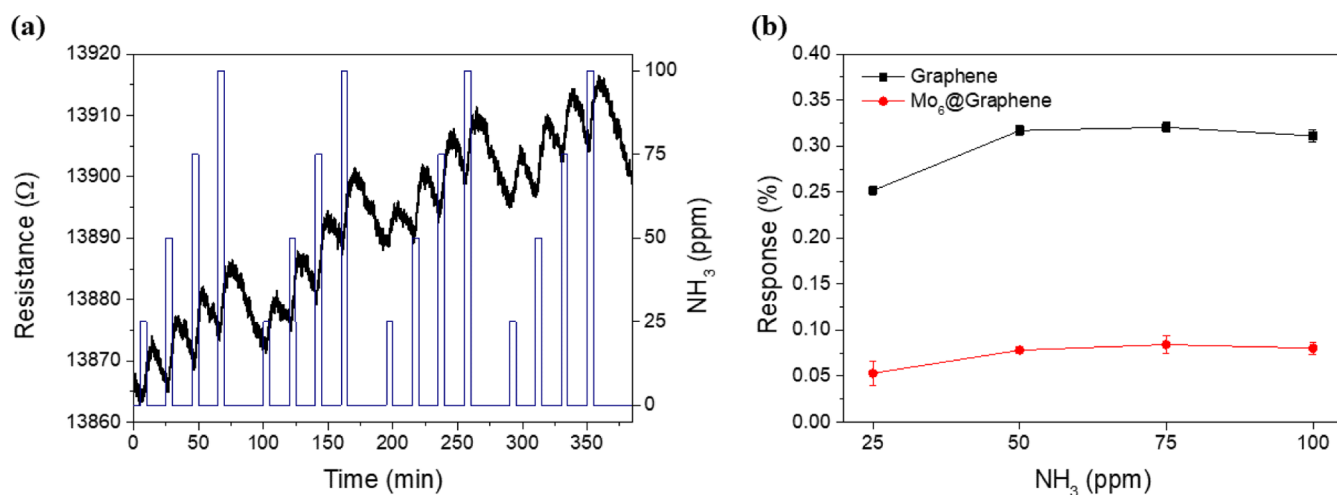 (a)
13920
13910
13900
13890
13880
13870
13860
Resistance (Ω)
0 50 100 150 200 250 300 350
Time (min)
100
75
50
25
0
NH3 (ppm)
(b)
0.40
0.35
0.30
0.25
0.20
0.15
0.10
0.05
0.00
Response (%)
Graphene
Mo6@Graphene
25 50 75 100
NH3 (ppm)